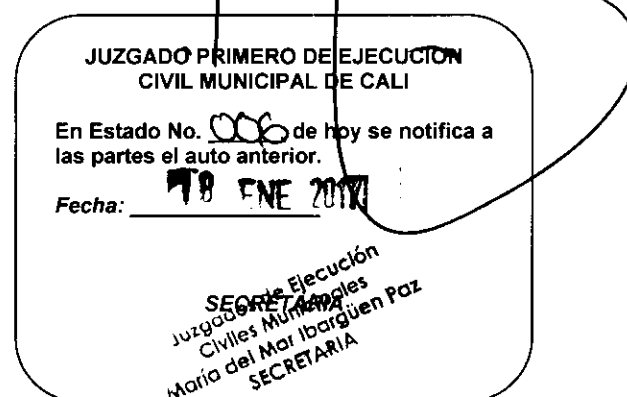 JUZGADO PRIMERO DE EJECUCION
CIVIL MUNICIPAL DE CALI
En Estado No. 006 de hoy se notifica a
las partes el auto anterior.
Fecha: 18 ENE
SECRETARIA
Juzgados de Ejecución
Civiles Municipales
María del Mar Ibargüen Paz
SECRETARIA